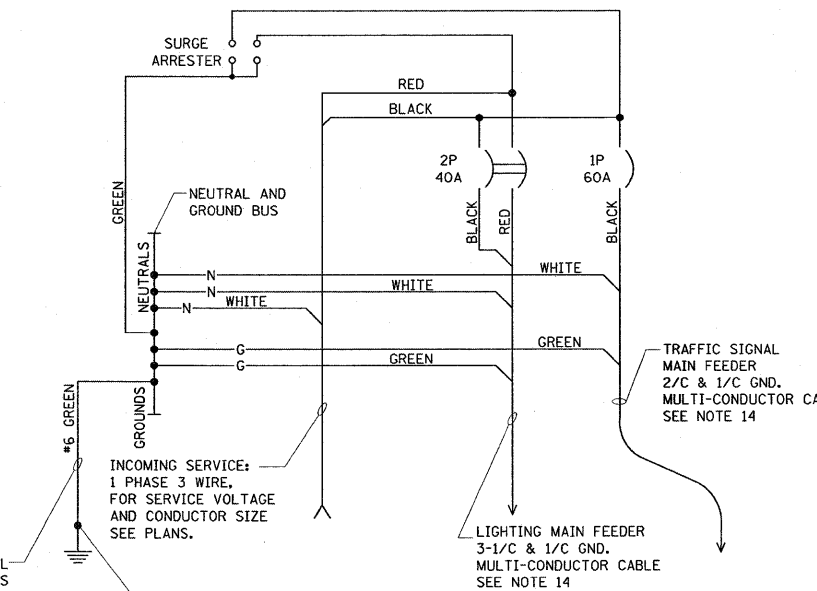 SURGE
ARRESTER
RED
BLACK
2P
40A
1P
60A
GREEN
NEUTRAL AND
GROUND BUS
BLACK
RED
BLACK
NEUTRALS
N
WHITE
N
WHITE
N
WHITE
G
GREEN
G
GREEN
TRAFFIC SIGNAL
MAIN FEEDER
2/C & 1/C GND.
MULTI-CONDUCTOR CA
SEE NOTE 14
#6 GREEN
GROUNDS
INCOMING SERVICE:
1 PHASE 3 WIRE,
FOR SERVICE VOLTAGE
AND CONDUCTOR SIZE
SEE PLANS.
LIGHTING MAIN FEEDER
3-1/C & 1/C GND.
MULTI-CONDUCTOR CABLE
SEE NOTE 14
L
S